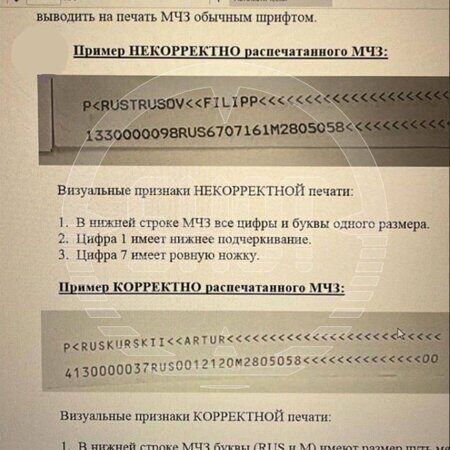 выводить на печать МЧЗ обычным шрифтом.
Пример НЕКОРРЕКТНО распечатанного МЧЗ:
P<RUSTRUSOV<<FILIPP<<<<<<<<<<<<<<<<<<<<<<<<
1330000098RUS6707161M2805058<<<<<<<<<<<<<<
Визуальные признаки НЕКОРРЕКТНОЙ печати:
1. В нижней строке МЧЗ все цифры и буквы одного размера.
2. Цифра 1 имеет нижнее подчеркивание.
3. Цифра 7 имеет ровную ножку.
Пример КОРРЕКТНО распечатанного МЧЗ:
P<RUSKURSKII<<ARTUR<<<<<<<<<<<<<<<<<<<<<<<<<
4130000037RUS0012120M2805058<<<<<<<<<<<<<<00
Визуальные признаки КОРРЕКТНОЙ печати:
1. В нижней строке МЧЗ буквы (RUS и М) имеют размер чуть